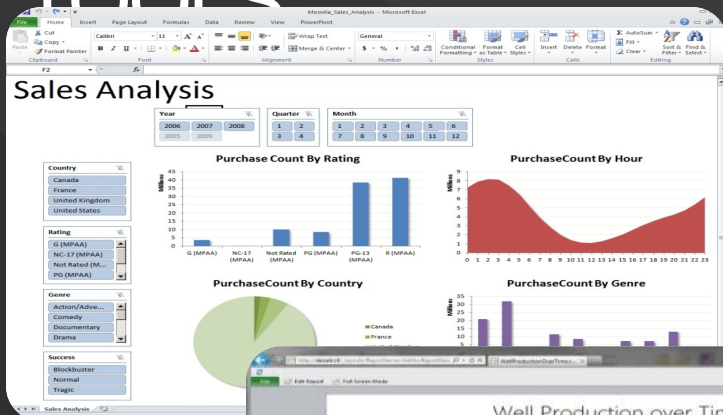 Moovlia_Sales_Analysis - Microsoft Excel
File Home Insert Page Layout Formulas Data Review View PowerPivot
Cut
Copy
Format Painter
Paste
Calibri 11
Wrap Text
Merge & Center
General
Conditional Formatting
Format as Table
Cell Styles
Insert Delete Format
AutoSum
Fill
Clear
Sort & Filter
Find & Select
Clipboard Font Alignment Number Styles Cells Editing
F2 fx
Sales Analysis
Year
2006 2007 2008
2005 2009
Quarter
1 2
3 4
Month
1 2 3 4 5 6
7 8 9 10 11 12
Country
Canada
France
United Kingdom
United States
Rating
G (MPAA)
NC-17 (MPAA)
Not Rated (M...
PG (MPAA)
Genre
Action/Adve...
Comedy
Documentary
Drama
Success
Blockbuster
Normal
Tragic
Purchase Count By Rating
Millions
45
40
35
30
25
20
15
10
5
0
G (MPAA) NC-17 (MPAA) Not Rated (MPAA) PG (MPAA) PG-13 (MPAA) R (MPAA)
PurchaseCount By Hour
Millions
9
8
7
6
5
4
3
2
1
0
0 1 2 3 4 5 6 7 8 9 10 11 12 13 14 15 16 17 18 19 20 21 22 23
PurchaseCount By Country
Canada
France
PurchaseCount By Genre
Millions
35
30
25
20
15
10
Sales Analysis
WellProductionOverTime
File Edit Report Full Screen Mode
Well Production over Tim